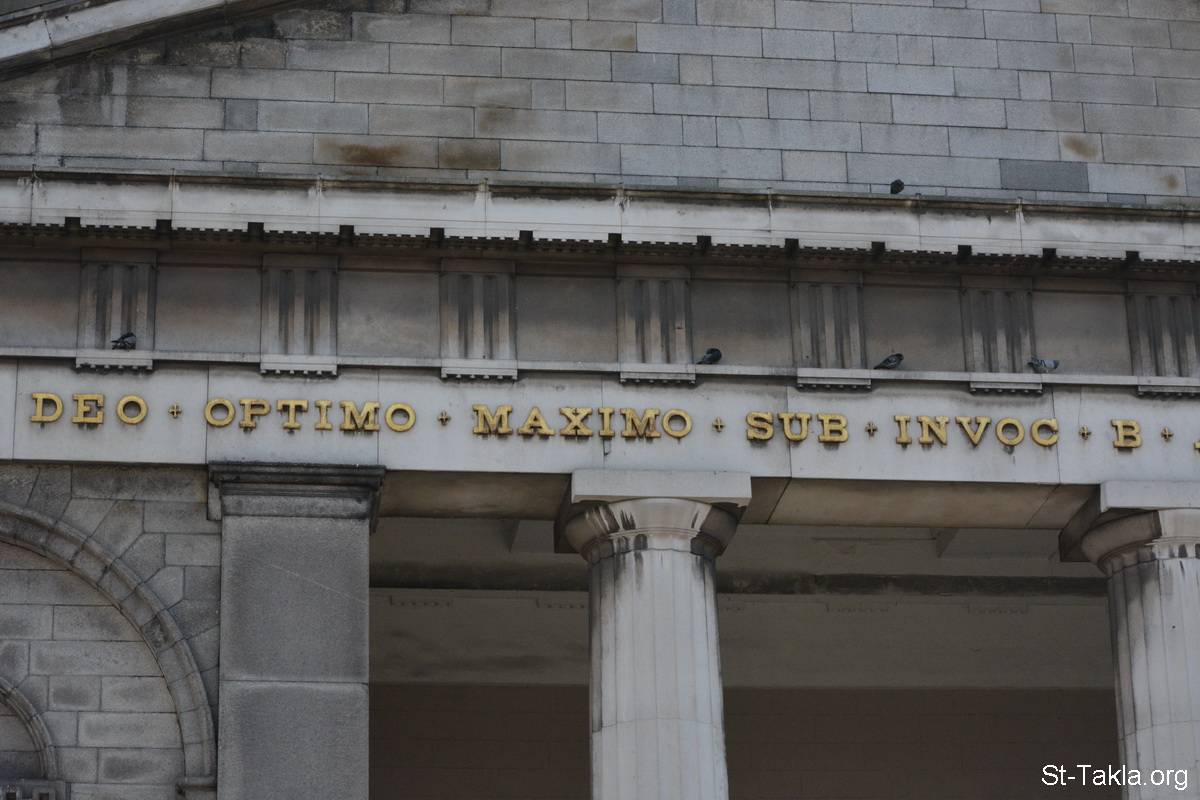 DEO + OPTIMO + MAXIMO + SUB + INVOC + B +
St-Takla.org